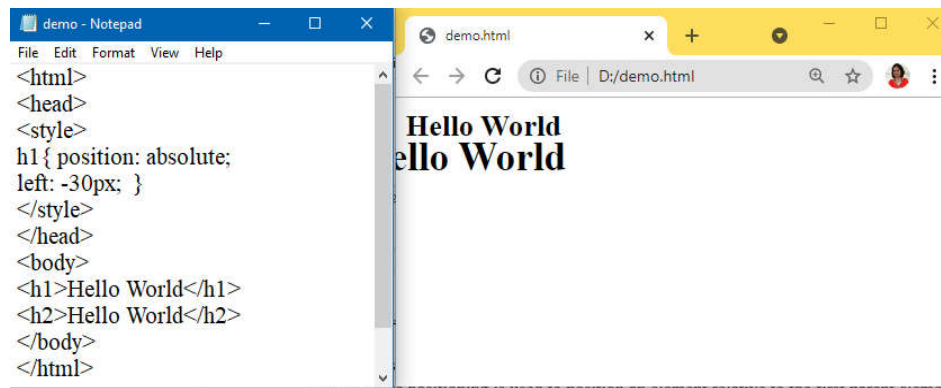 demo - Notepad
File Edit Format View Help
<html>
<head>
<style>
h1{ position: absolute;
left: -30px; }
</style>
</head>
<body>
<h1>Hello World</h1>
<h2>Hello World</h2>
</body>
</html>
demo.html
File | D:/demo.html
Hello World
ello World